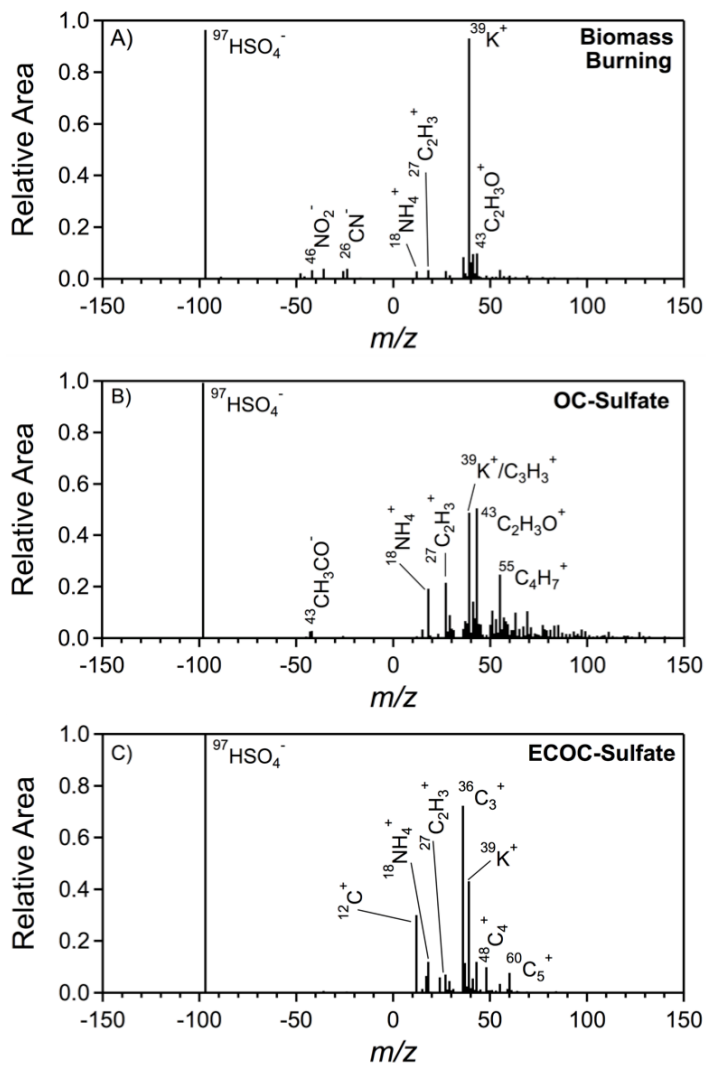 A)
Biomass
Burning
⁹⁷HSO₄⁻
³⁹K⁺
²⁷C₂H₃⁺
¹⁸NH₄⁺
⁴³C₂H₃O⁺
⁴⁶NO₂⁻
²⁶CN⁻
Relative Area
1.0
0.8
0.6
0.4
0.2
0.0
-150 -100 -50 0 50 100 150
m/z
B)
OC-Sulfate
⁹⁷HSO₄⁻
³⁹K⁺/C₃H₃⁺
¹⁸NH₄⁺
²⁷C₂H₃⁺
⁴³C₂H₃O⁺
⁵⁵C₄H₇⁺
⁴³CH₃CO⁻
Relative Area
1.0
0.8
0.6
0.4
0.2
0.0
-150 -100 -50 0 50 100 150
m/z
C)
ECOC-Sulfate
⁹⁷HSO₄⁻
³⁶C₃⁺
²⁷C₂H₃⁺
¹⁸NH₄⁺
³⁹K⁺
¹²C⁺
⁴⁸C₄⁺
⁶⁰C₅⁺
Relative Area
1.0
0.8
0.6
0.4
0.2
0.0
-150 -100 -50 0 50 100 150
m/z